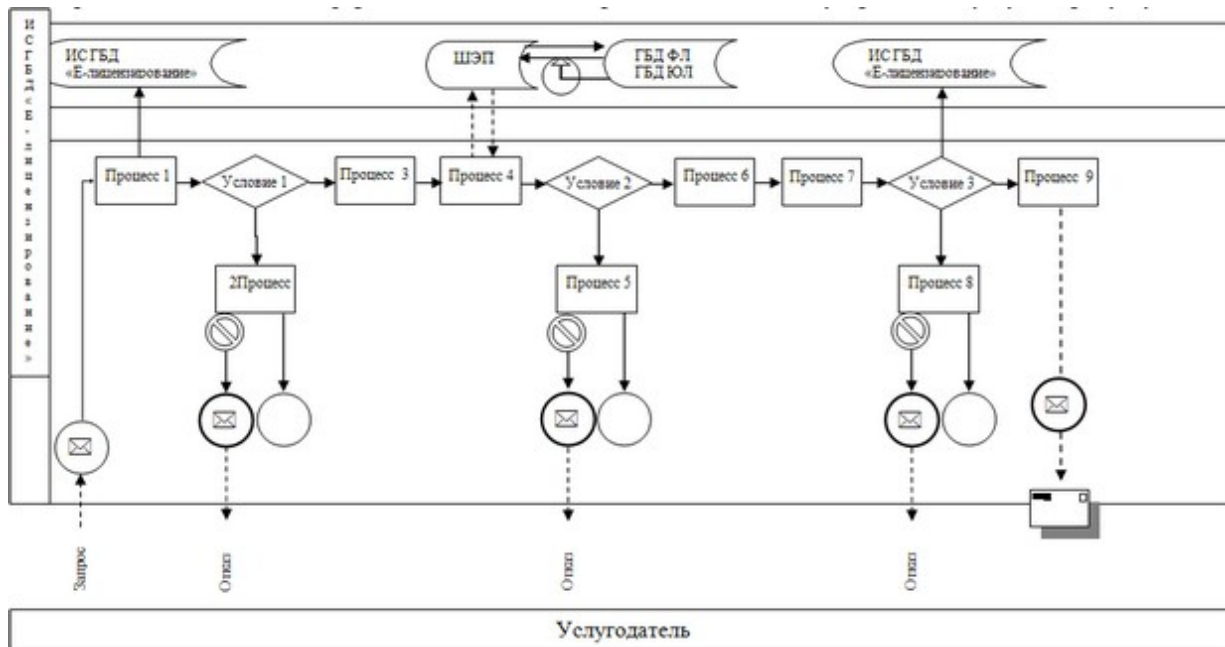 ИС ГБД «Е-лицензирование»
ИС ГБД
«Е-лицензирование»
ШЭП
ГБД ФЛ
ГБД ЮЛ
ИС ГБД
«Е-лицензирование»
Процесс 1
Условие 1
Процесс 3
Процесс 4
Условие 2
Процесс 6
Процесс 7
Условие 3
Процесс 9
2Процесс
Процесс 5
Процесс 8
Запрос
Отказ
Отказ
Отказ
Услугодатель